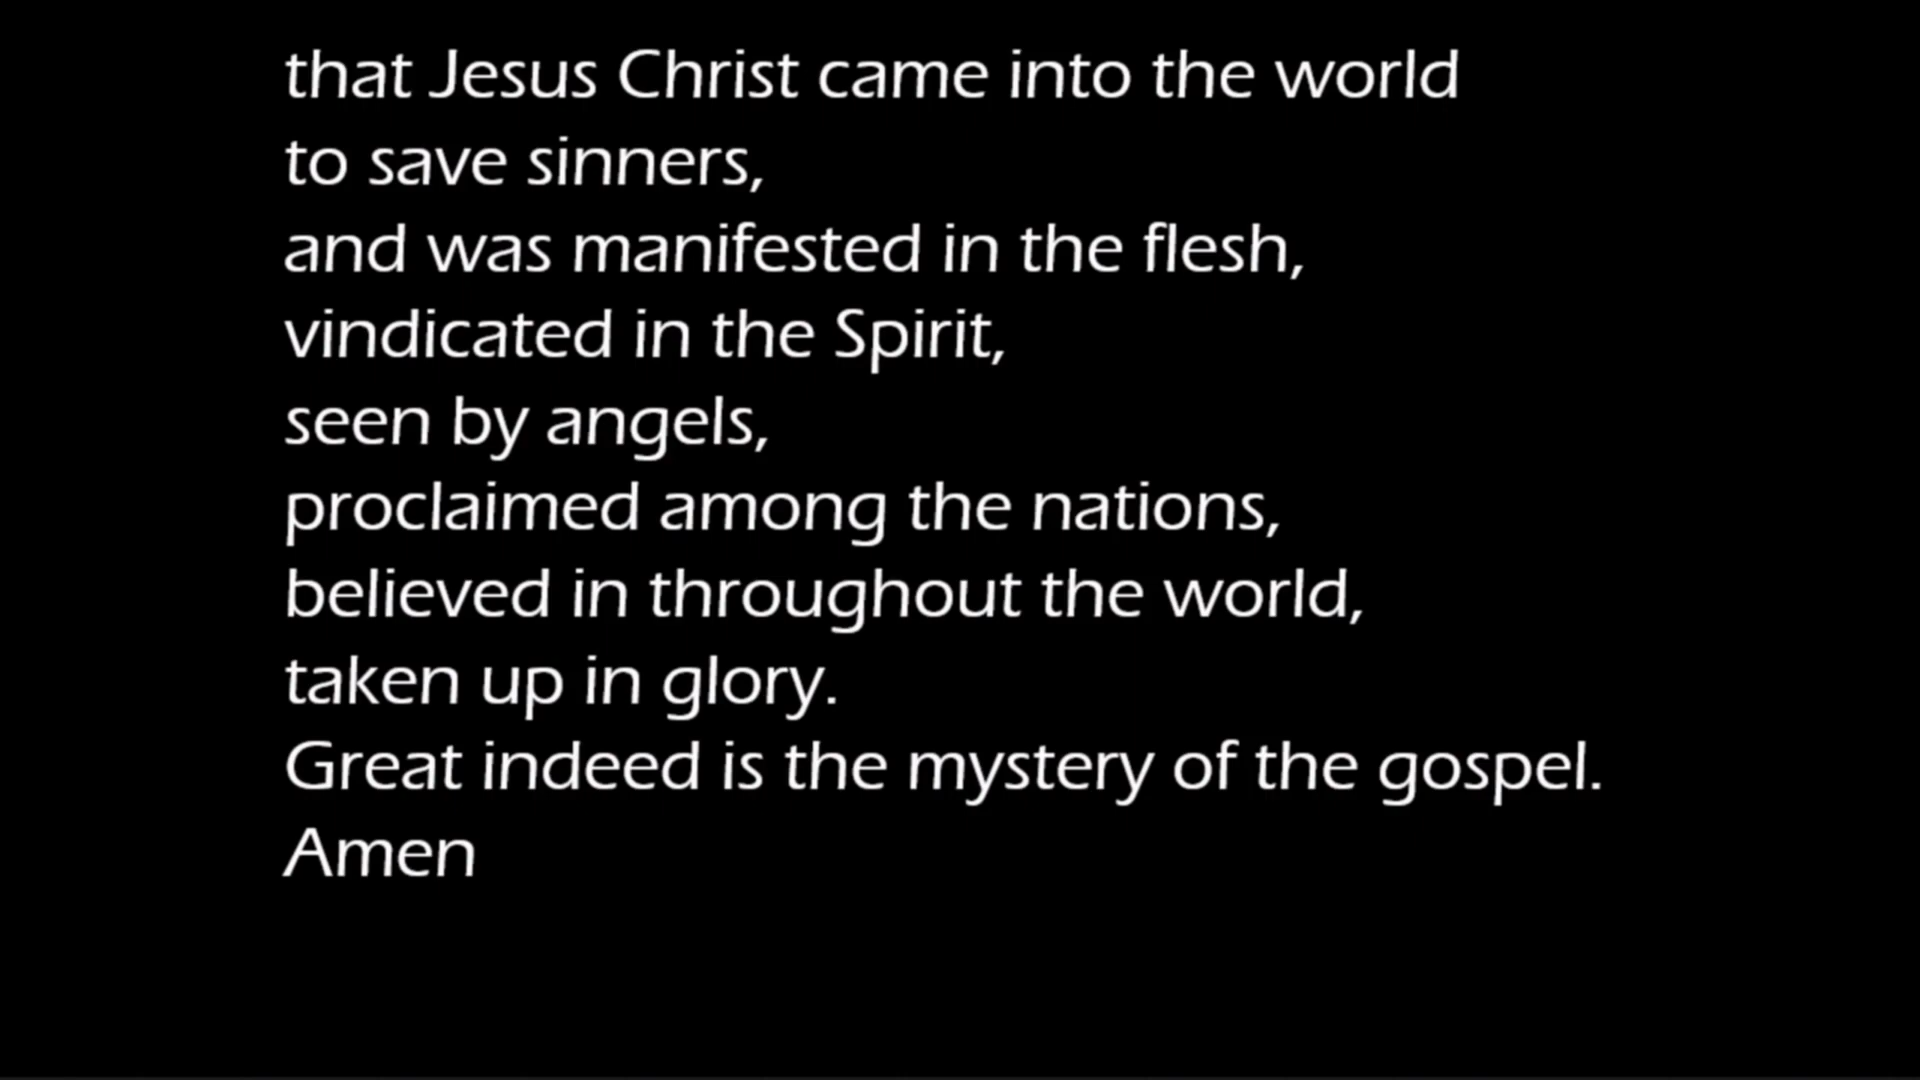 that Jesus Christ came into the world
to save sinners,
and was manifested in the flesh,
vindicated in the Spirit,
seen by angels,
proclaimed among the nations,
believed in throughout the world,
taken up in glory.
Great indeed is the mystery of the gospel.
Amen